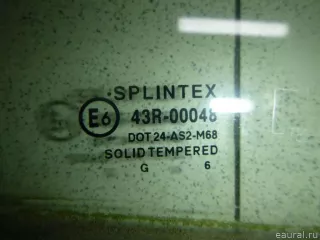 SPLINTEX
E6 43R-00048
DOT 24-AS2-M68
SOLID TEMPERED
G 6
eaural.ru